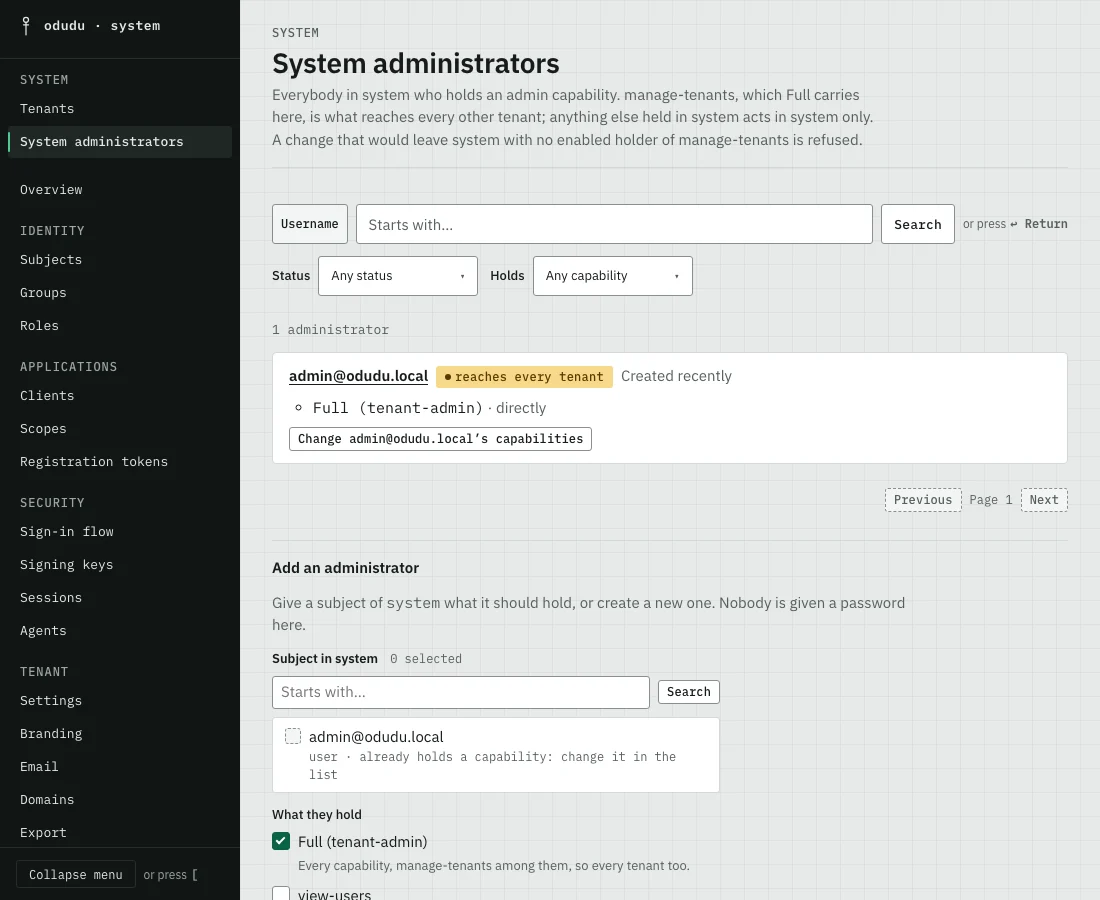 odudu · system
SYSTEM
Tenants
System administrators
Overview
IDENTITY
Subjects
Groups
Roles
APPLICATIONS
Clients
Scopes
Registration tokens
SECURITY
Sign-in flow
Signing keys
Sessions
Agents
TENANT
Settings
Branding
Email
Domains
Export
Collapse menu or press [
SYSTEM
System administrators
Everybody in system who holds an admin capability. manage-tenants, which Full carries
here, is what reaches every other tenant; anything else held in system acts in system only.
A change that would leave system with no enabled holder of manage-tenants is refused.
Username Starts with... Search or press ↩ Return
Status Any status Holds Any capability
1 administrator
admin@odudu.local reaches every tenant Created recently
Full (tenant-admin) · directly
Change admin@odudu.local’s capabilities
Previous Page 1 Next
Add an administrator
Give a subject of system what it should hold, or create a new one. Nobody is given a password
here.
Subject in system 0 selected
Starts with... Search
admin@odudu.local
user · already holds a capability: change it in the
list
What they hold
Full (tenant-admin)
Every capability, manage-tenants among them, so every tenant too.
view-users